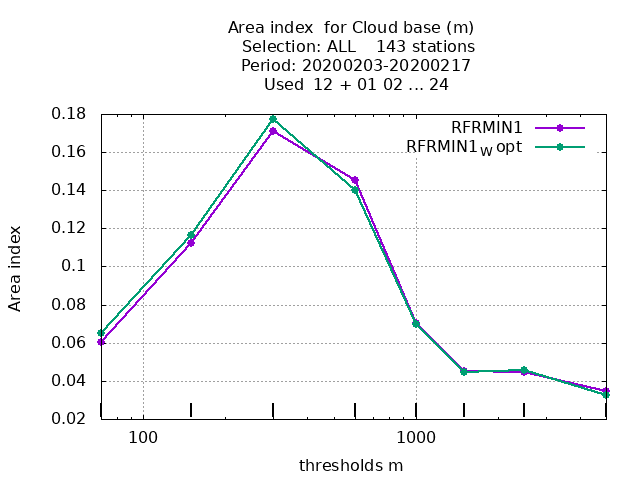 Area index  for Cloud base (m)
Selection: ALL    143 stations
Period: 20200203-20200217
Used  12 + 01 02 ... 24
RFRMIN1
RFRMIN1W opt
0.18
0.16
0.14
0.12
0.1
0.08
0.06
0.04
0.02
Area index
100
1000
thresholds m